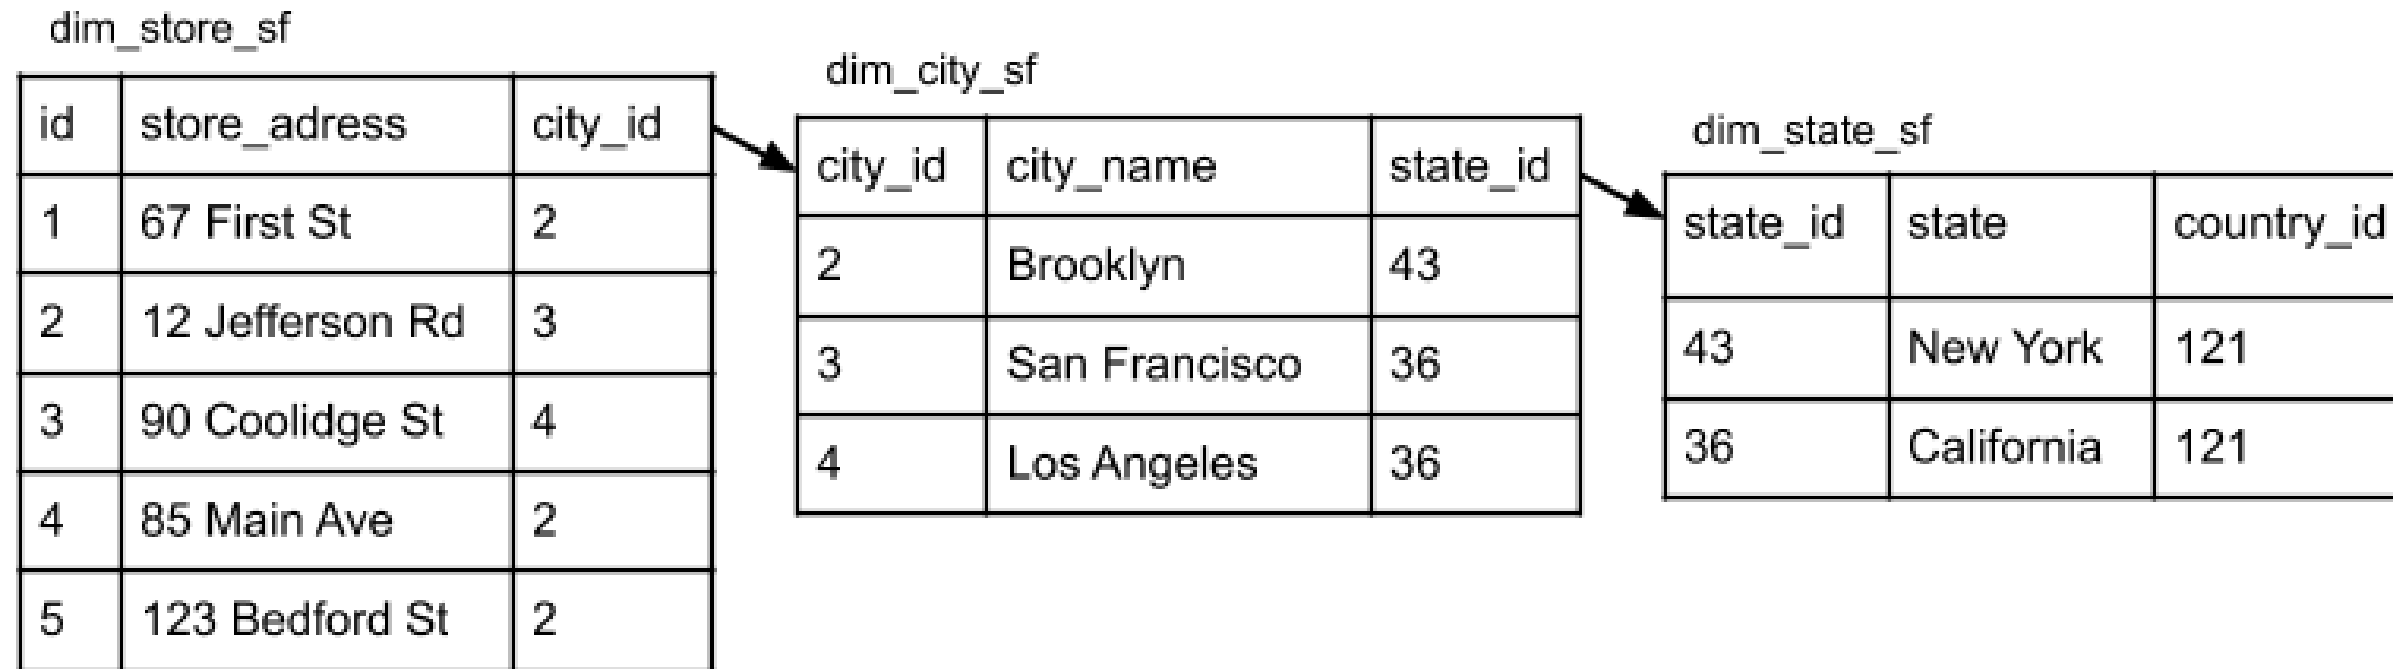 dim_store_sf
id store_adress city_id
1 67 First St 2
2 12 Jefferson Rd 3
3 90 Coolidge St 4
4 85 Main Ave 2
5 123 Bedford St 2
dim_city_sf
city_id city_name state_id
2 Brooklyn 43
3 San Francisco 36
4 Los Angeles 36
dim_state_sf
state_id state country_id
43 New York 121
36 California 121